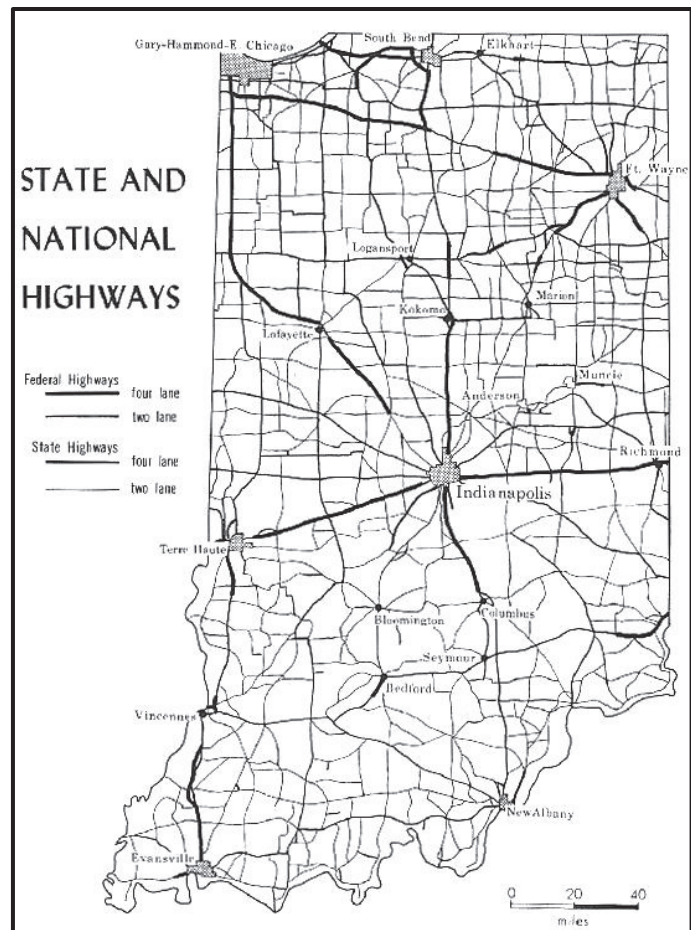 South Bend
Elkhart
Gary-Hammond-E. Chicago
STATE AND
NATIONAL
HIGHWAYS
Ft. Wayne
Logansport
Kokomo
Marion
Lafayette
Federal Highways
four lane
two lane
State Highways
four lane
two lane
Muncie
Anderson
Richmond
Indianapolis
Terre Haute
Bloomington
Columbus
Seymour
Bedford
Vincennes
New Albany
Evansville
0 20 40
miles